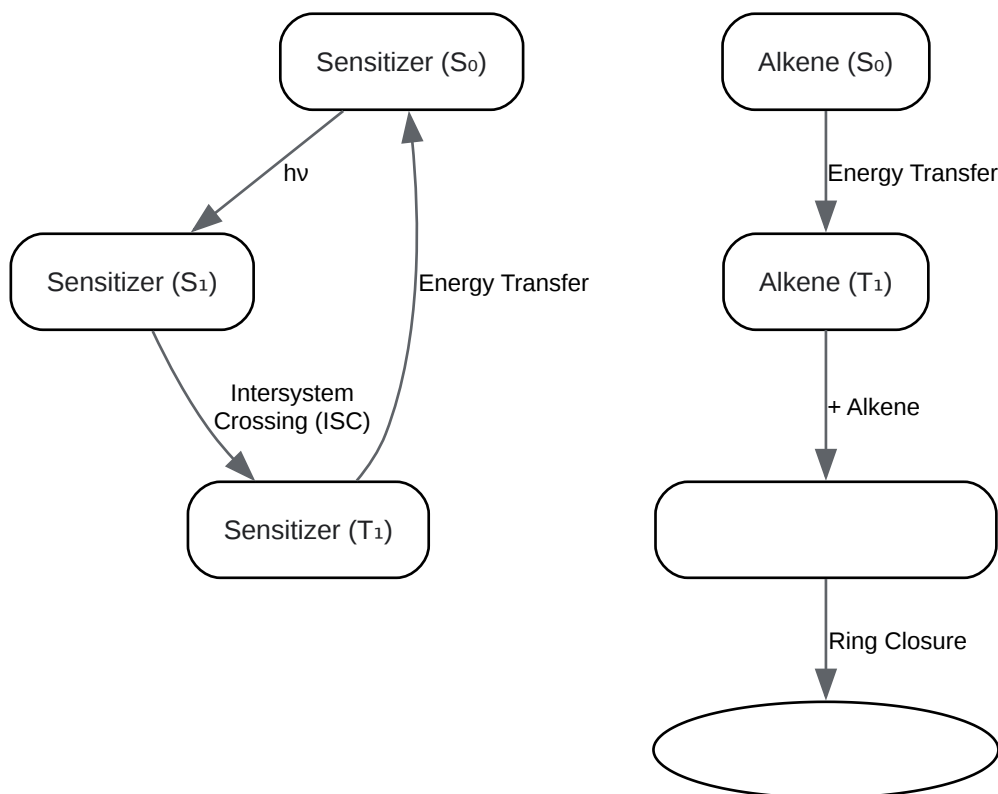 Sensitizer (S₀)
Alkene (S₀)
hν
Energy Transfer
Sensitizer (S₁)
Energy Transfer
Alkene (T₁)
Intersystem
Crossing (ISC)
+ Alkene
Sensitizer (T₁)
Ring Closure